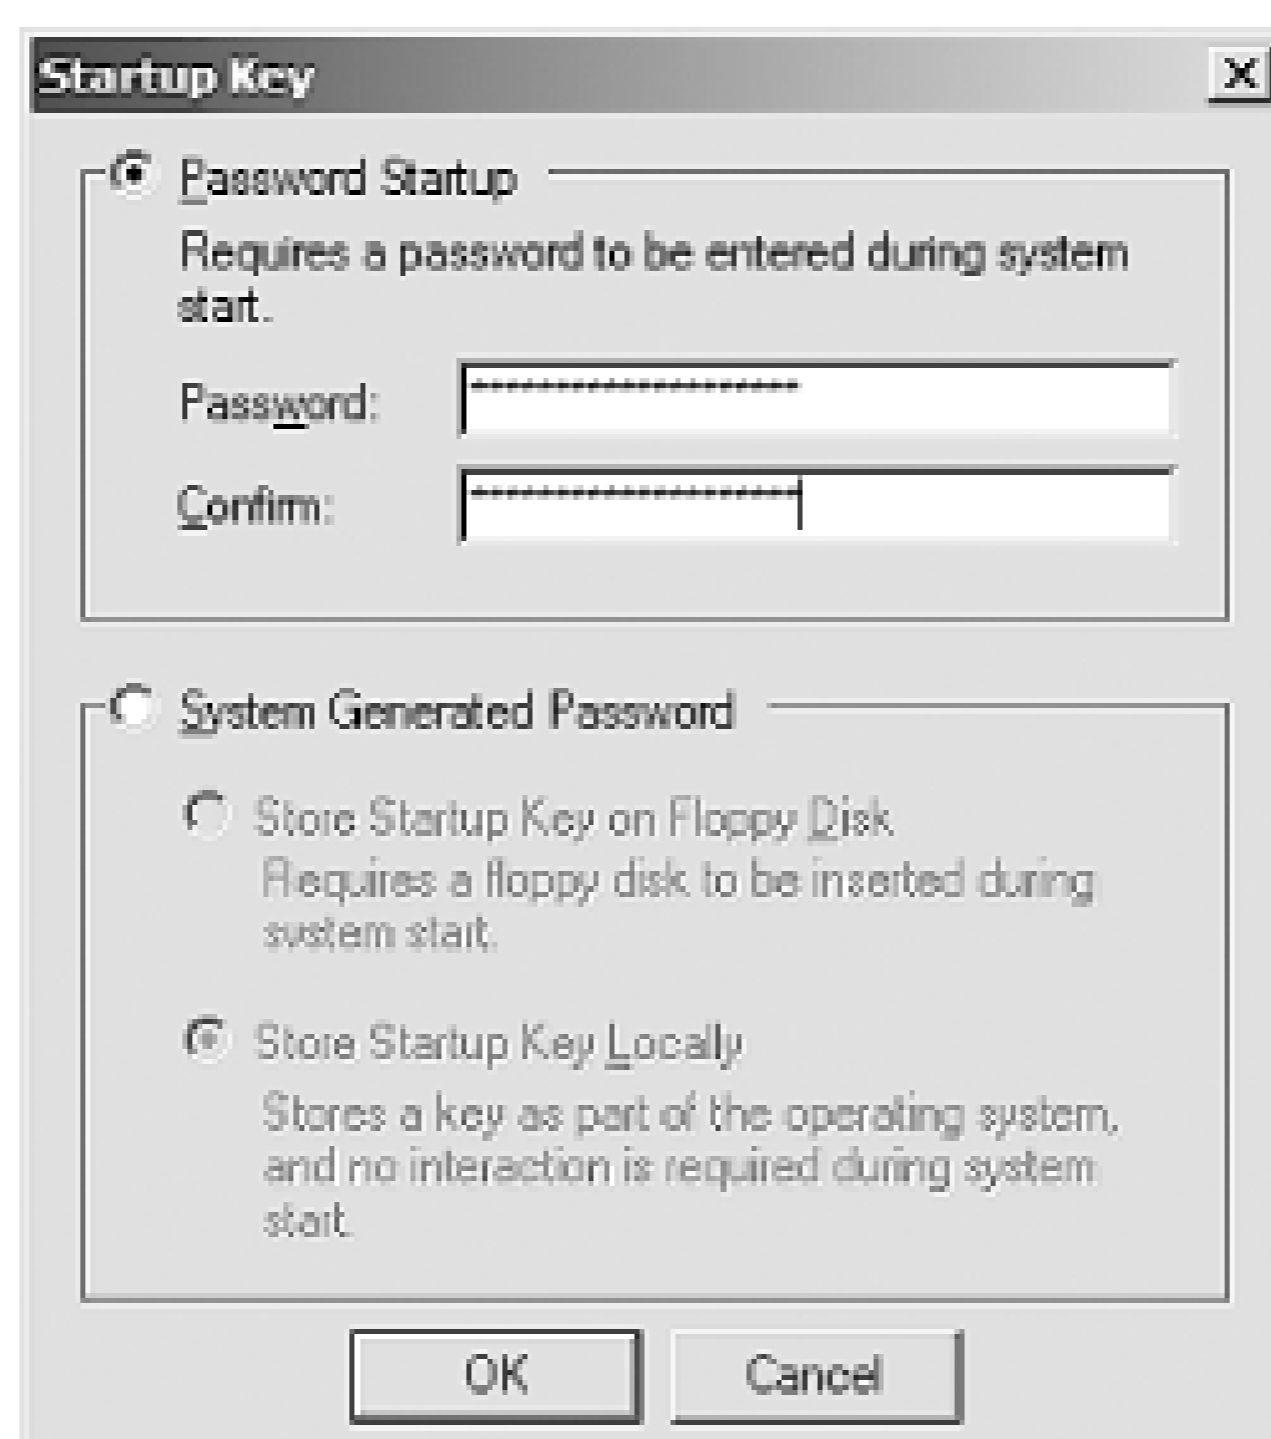 Startup Key
Password Startup
Requires a password to be entered during system
start.
Password: --------------------
Confirm: --------------------
System Generated Password
Store Startup Key on Floppy Disk
Requires a floppy disk to be inserted during
system start.
Store Startup Key Locally
Stores a key as part of the operating system,
and no interaction is required during system
start.
OK Cancel